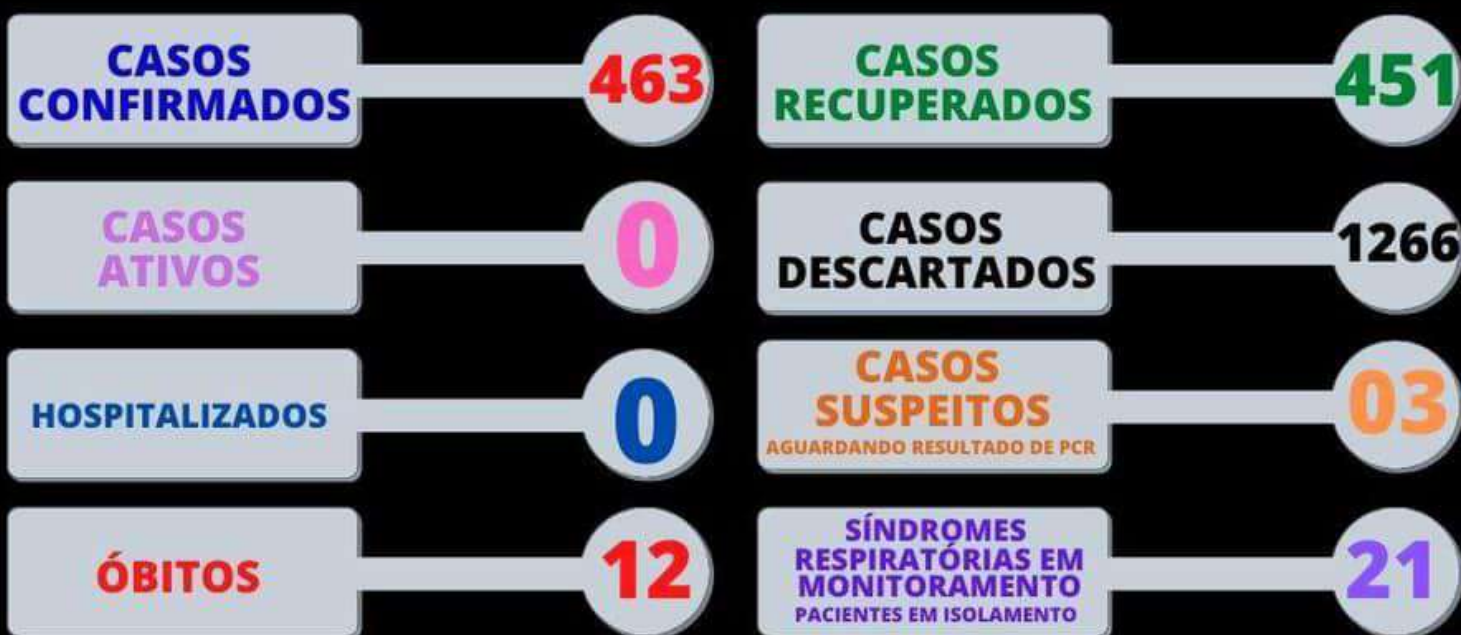 CASOS
CONFIRMADOS
463
CASOS
RECUPERADOS
451
CASOS
ATIVOS
0
CASOS
DESCARTADOS
1266
HOSPITALIZADOS
0
CASOS
SUSPEITOS
AGUARDANDO RESULTADO DE PCR
03
ÓBITOS
12
SÍNDROMES
RESPIRATÓRIAS EM
MONITORAMENTO
PACIENTES EM ISOLAMENTO
21